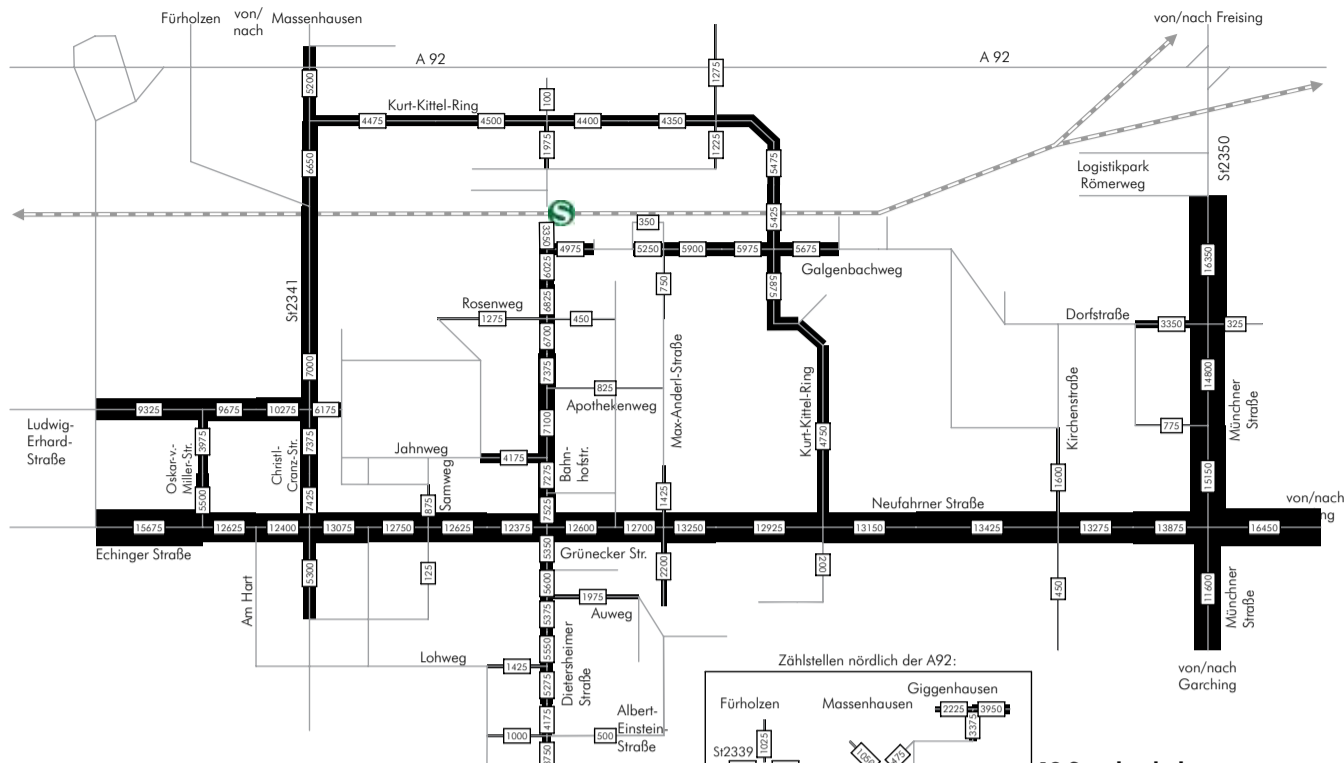 Fürholzen
von/
nach
Massenhausen
von/nach Freising
A 92
A 92
5200
1275
100
Kurt-Kittel-Ring
4475
4500
4400
4350
1975
1225
6650
5475
St2350
Logistikpark
Römerweg
S
350
5425
3350
4975
5250
5900
5975
5675
Galgenbachweg
6025
750
5875
16350
St2341
Rosenweg
1275
450
6825
6700
Dorfstraße
3350
325
7000
7375
825
Apothekenweg
Max-Anderl-Straße
14800
Münchner
Straße
9325
9675
10275
6175
Ludwig-
Erhard-
Straße
3975
Oskar-v.-
Miller-Str.
Christl-
Cranz-Str.
7375
7100
Kurt-Kittel-Ring
4750
Kirchenstraße
775
Jahnweg
4175
Bahn-
hofstr.
7275
Samweg
875
1425
1600
15150
5500
7425
7525
Neufahrner Straße
von/nach
ng
15675
12625
12400
13075
12750
12625
12375
12600
12700
13250
12925
13150
13425
13275
13875
16450
Echinger Straße
Grünecker Str.
5300
125
5350
2200
200
450
11600
Münchner
Straße
Am Hart
5600
1975
Auweg
5375
5550
Dietersheimer
Straße
Lohweg
1425
5275
4175
Albert-
Einstein-
Straße
1000
500
3750
von/nach
Garching
Zählstellen nördlich der A92:
Giggenhausen
Fürholzen
Massenhausen
2225
3950
3375
1025
St2339
475